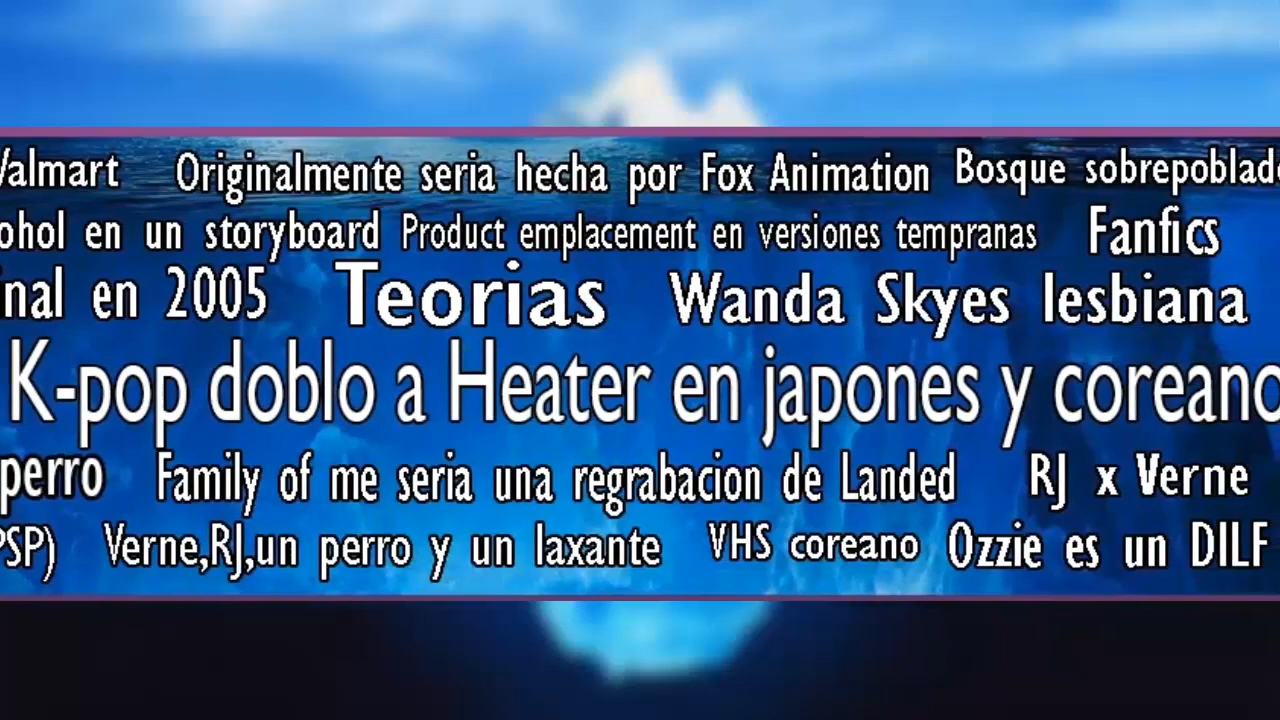 Valmart Originalmente seria hecha por Fox Animation Bosque sobrepoblado
ohol en un storyboard Product emplacement en versiones tempranas Fanfics
inal en 2005 Teorias Wanda Skyes lesbiana
K-pop doblo a Heater en japones y coreano
perro Family of me seria una regrabacion de Landed RJ x Verne
PSP) Verne,RJ,un perro y un laxante VHS coreano Ozzie es un DILF